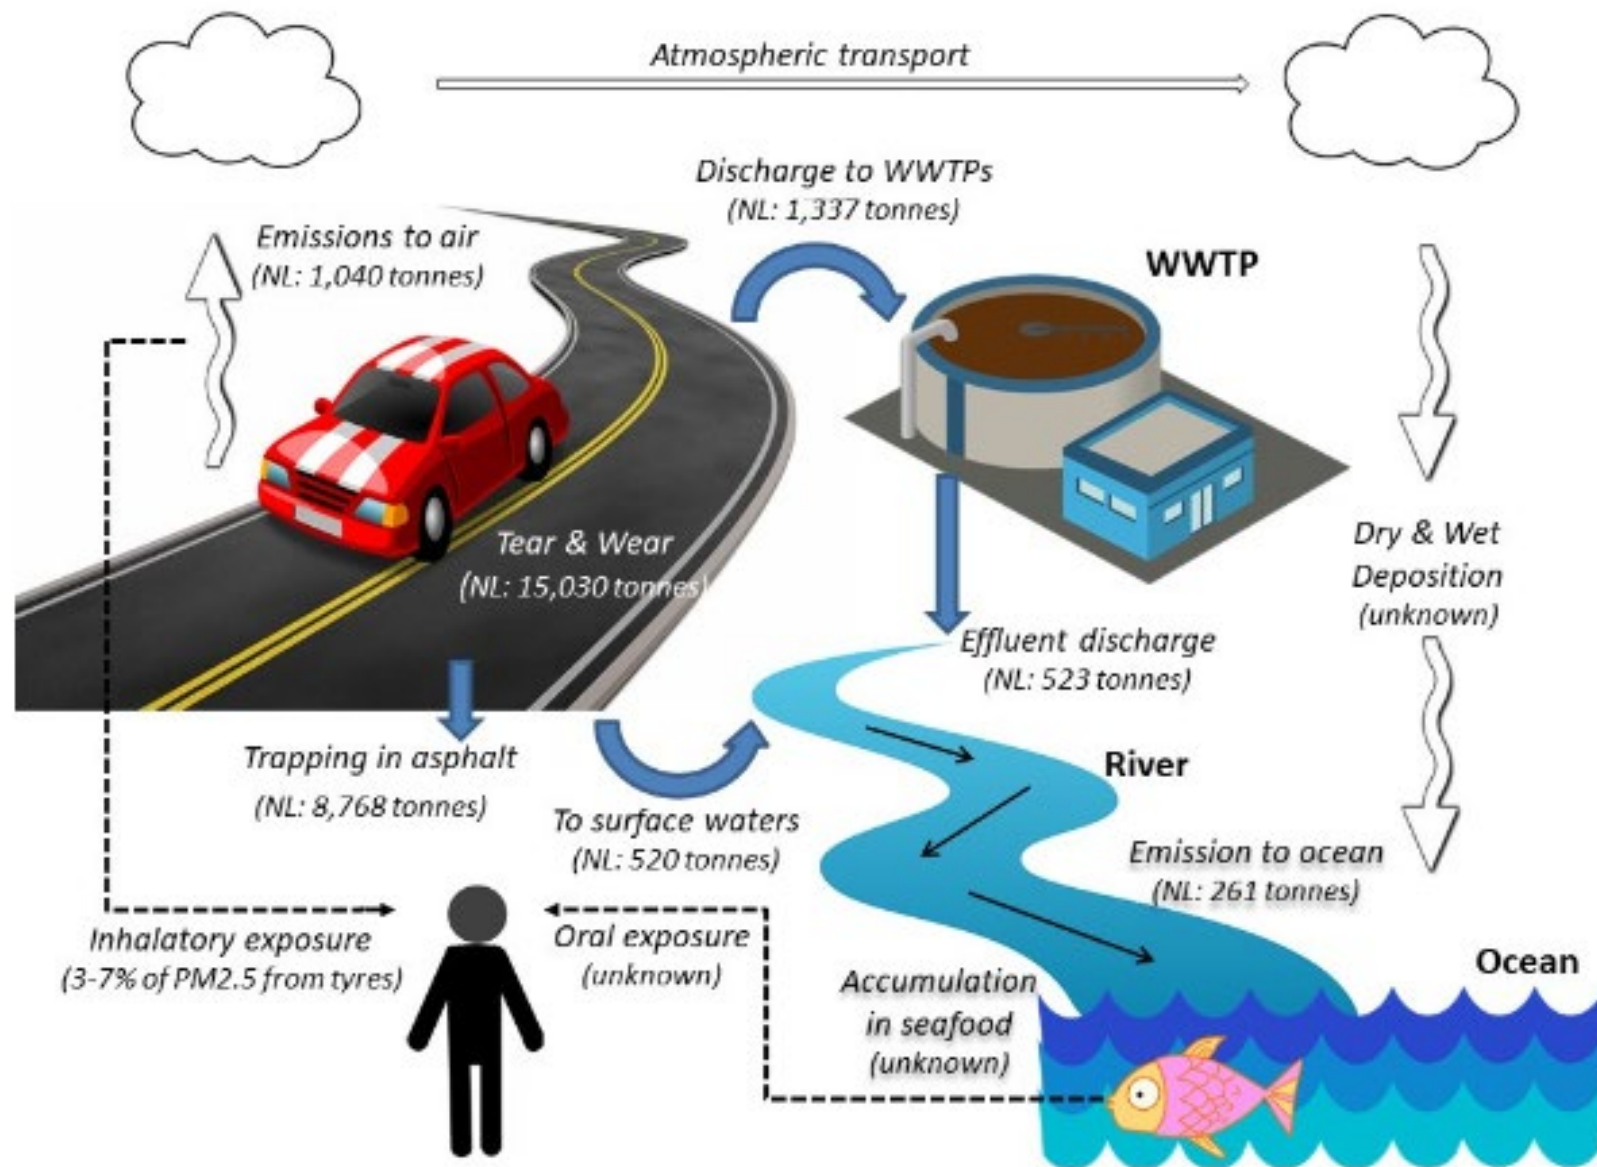 Atmospheric transport
Discharge to WWTPs
(NL: 1,337 tonnes)
Emissions to air
(NL: 1,040 tonnes)
WWTP
Tear & Wear
(NL: 15,030 tonnes)
Dry & Wet
Deposition
(unknown)
Effluent discharge
(NL: 523 tonnes)
Trapping in asphalt
(NL: 8,768 tonnes)
To surface waters
(NL: 520 tonnes)
River
Emission to ocean
(NL: 261 tonnes)
Inhalatory exposure
(3-7% of PM2.5 from tyres)
Oral exposure
(unknown)
Accumulation
in seafood
(unknown)
Ocean